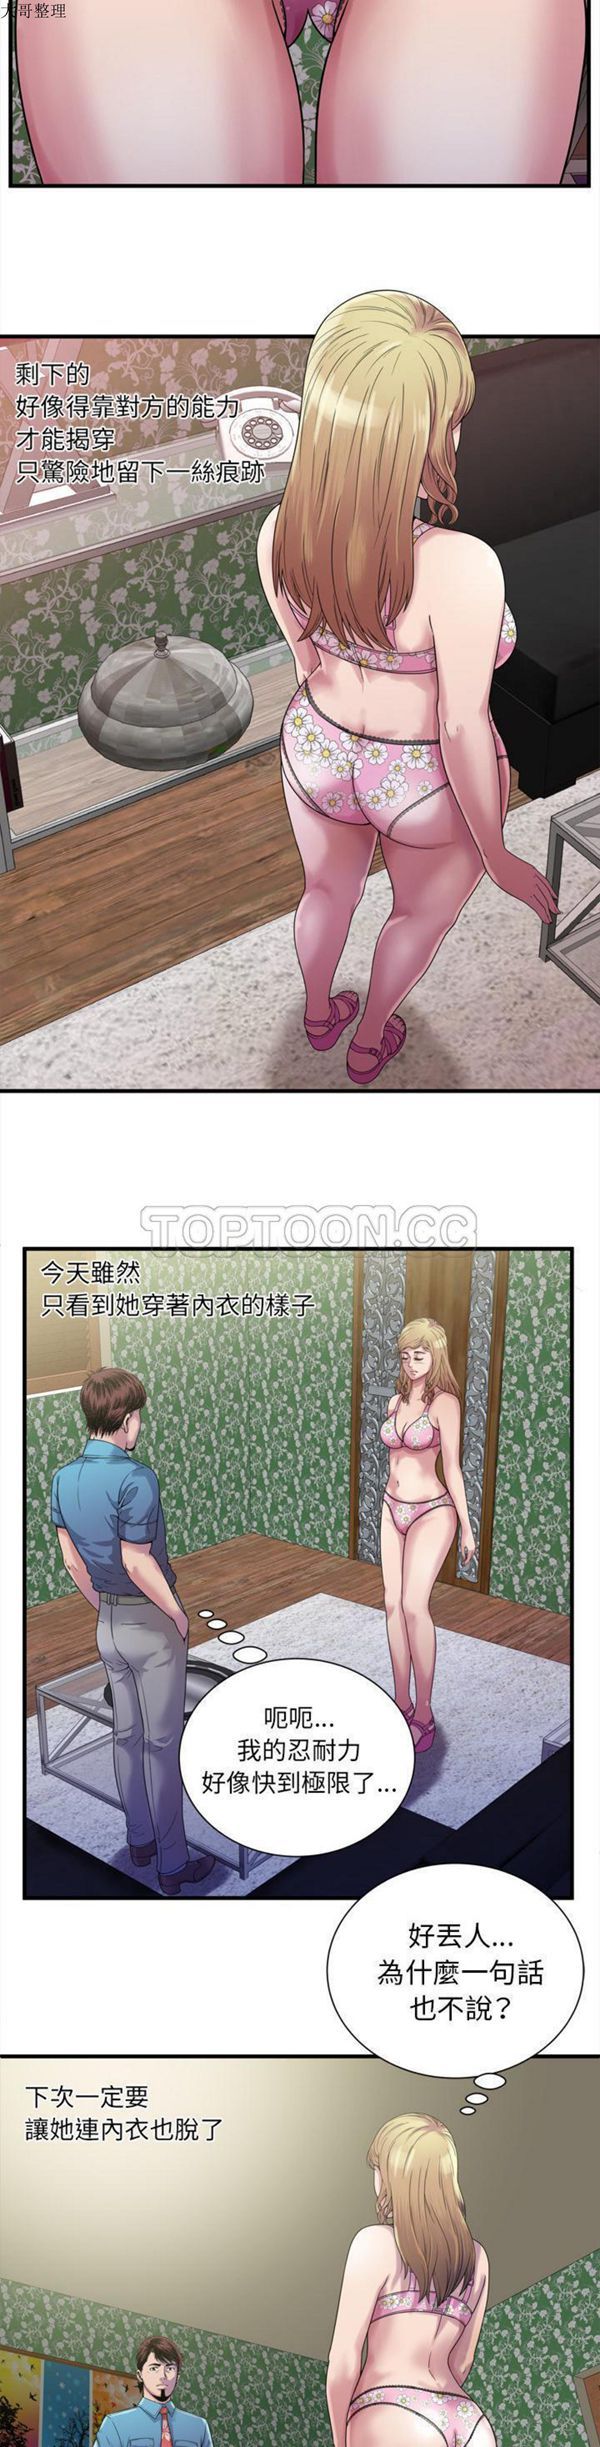 大哥整理
剩下的
好像得靠對方的能力
才能揭穿
只驚險地留下一絲痕跡
TOPTOON.CC
今天雖然
只看到她穿著內衣的樣子
呃呃...
我的忍耐力
好像快到極限了...
好丟人...
為什麼一句話
也不說？
下次一定要
讓她連內衣也脫了